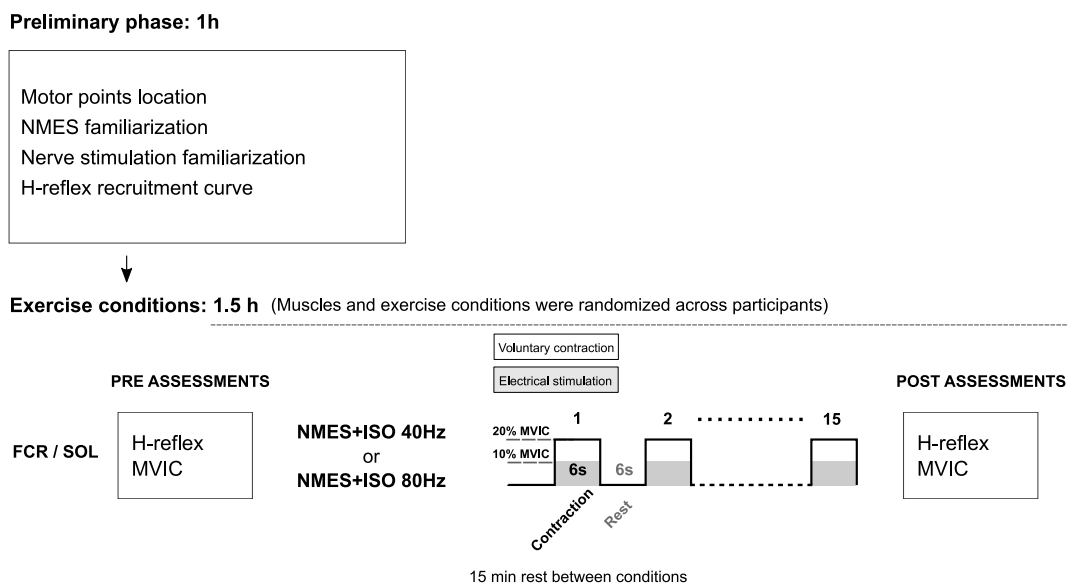 Preliminary phase: 1h
Motor points location
NMES familiarization
Nerve stimulation familiarization
H-reflex recruitment curve
Exercise conditions: 1.5 h (Muscles and exercise conditions were randomized across participants)
Voluntary contraction
Electrical stimulation
PRE ASSESSMENTS
POST ASSESSMENTS
FCR / SOL
H-reflex
MVIC
NMES+ISO 40Hz
or
NMES+ISO 80Hz
1 2 15
20% MVIC
10% MVIC
6s 6s
Contraction
Rest
H-reflex
MVIC
15 min rest between conditions